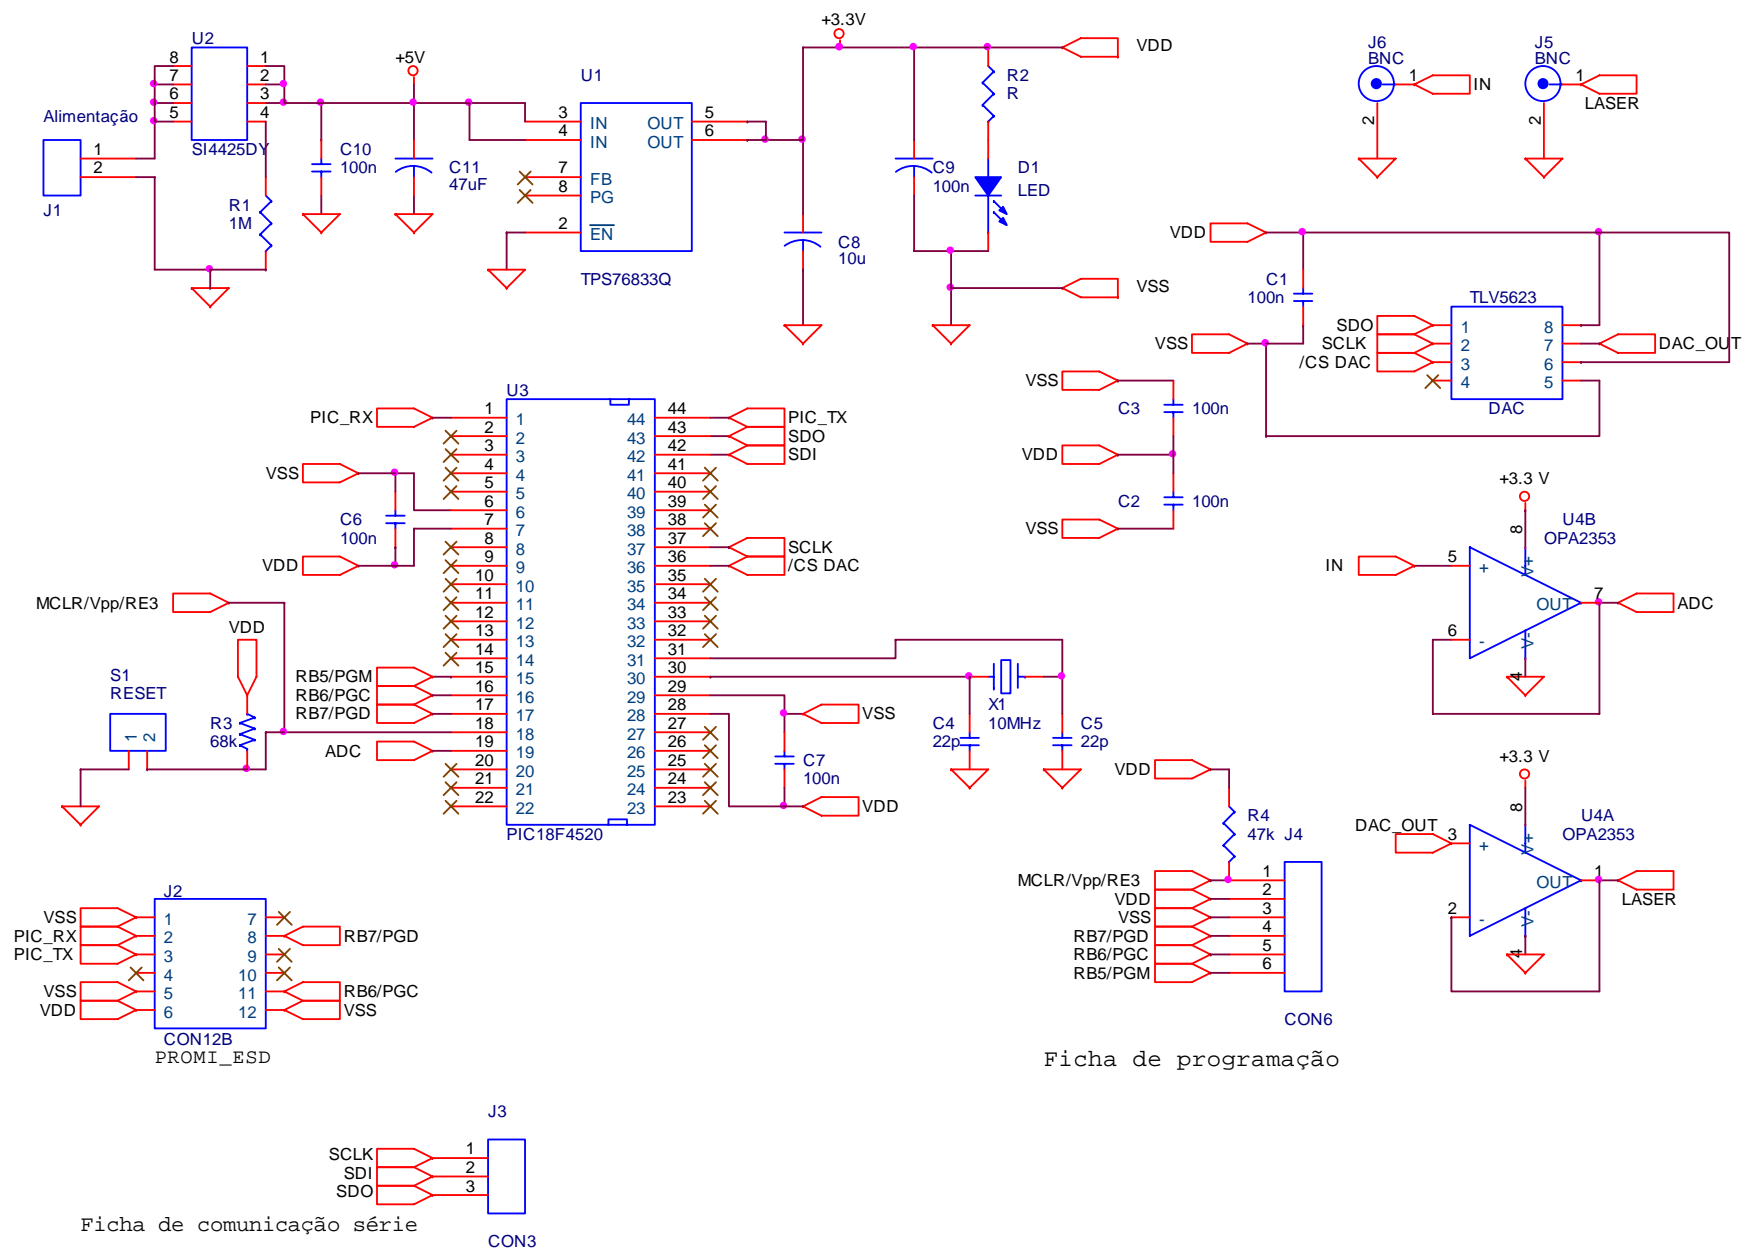 U2
8 1
7 2
6 3
5 4
SI4425DY
Alimentação
1
2
J1
R1
1M
C10
100n
+5V
C11
47uF
U1
3 IN OUT 5
4 IN OUT 6
7 FB
8 PG
2 EN
TPS76833Q
+3.3V
VDD
C8
10u
C9
100n
R2
R
D1
LED
VSS
J6
BNC
1 IN
2
J5
BNC
1
LASER
2
VDD
C1
100n
VSS
TLV5623
SDO 1 8
SCLK 2 7 DAC_OUT
/CS DAC 3 6
4 5
DAC
VSS
C3 100n
VDD
C2 100n
VSS
U3
PIC_RX 1 1 44 44 PIC_TX
2 2 43 43 SDO
3 3 42 42 SDI
4 4 41 41
5 5 40 40
6 6 39 39
7 7 38 38
8 8 37 37 SCLK
9 9 36 36 /CS DAC
10 10 35 35
11 11 34 34
12 12 33 33
13 13 32 32
14 14 31 31
RB5/PGM 15 15 30 30
RB6/PGC 16 16 29 29
RB7/PGD 17 17 28 28
18 18 27 27
ADC 19 19 26 26
20 20 25 25
21 21 24 24
22 22 23 23
PIC18F4520
VSS
C6
100n
VDD
MCLR/Vpp/RE3
VDD
S1
RESET
1 2
R3
68k
X1
10MHz
C4
22p
C5
22p
VSS
C7
100n
VDD
+3.3 V
U4B
OPA2353
8
V+
IN 5 +
OUT 7 ADC
6 -
V-
4
+3.3 V
U4A
OPA2353
8
V+
DAC_OUT 3 +
OUT 1
LASER
2 -
V-
4
VDD
R4
47k
J4
MCLR/Vpp/RE3 1
VDD 2
VSS 3
RB7/PGD 4
RB6/PGC 5
RB5/PGM 6
CON6
Ficha de programação
J2
VSS 1 7
PIC_RX 2 8 RB7/PGD
PIC_TX 3 9
4 10
VSS 5 11 RB6/PGC
VDD 6 12 VSS
CON12B
PROMI_ESD
J3
SCLK 1
SDI 2
SDO 3
Ficha de comunicação série
CON3